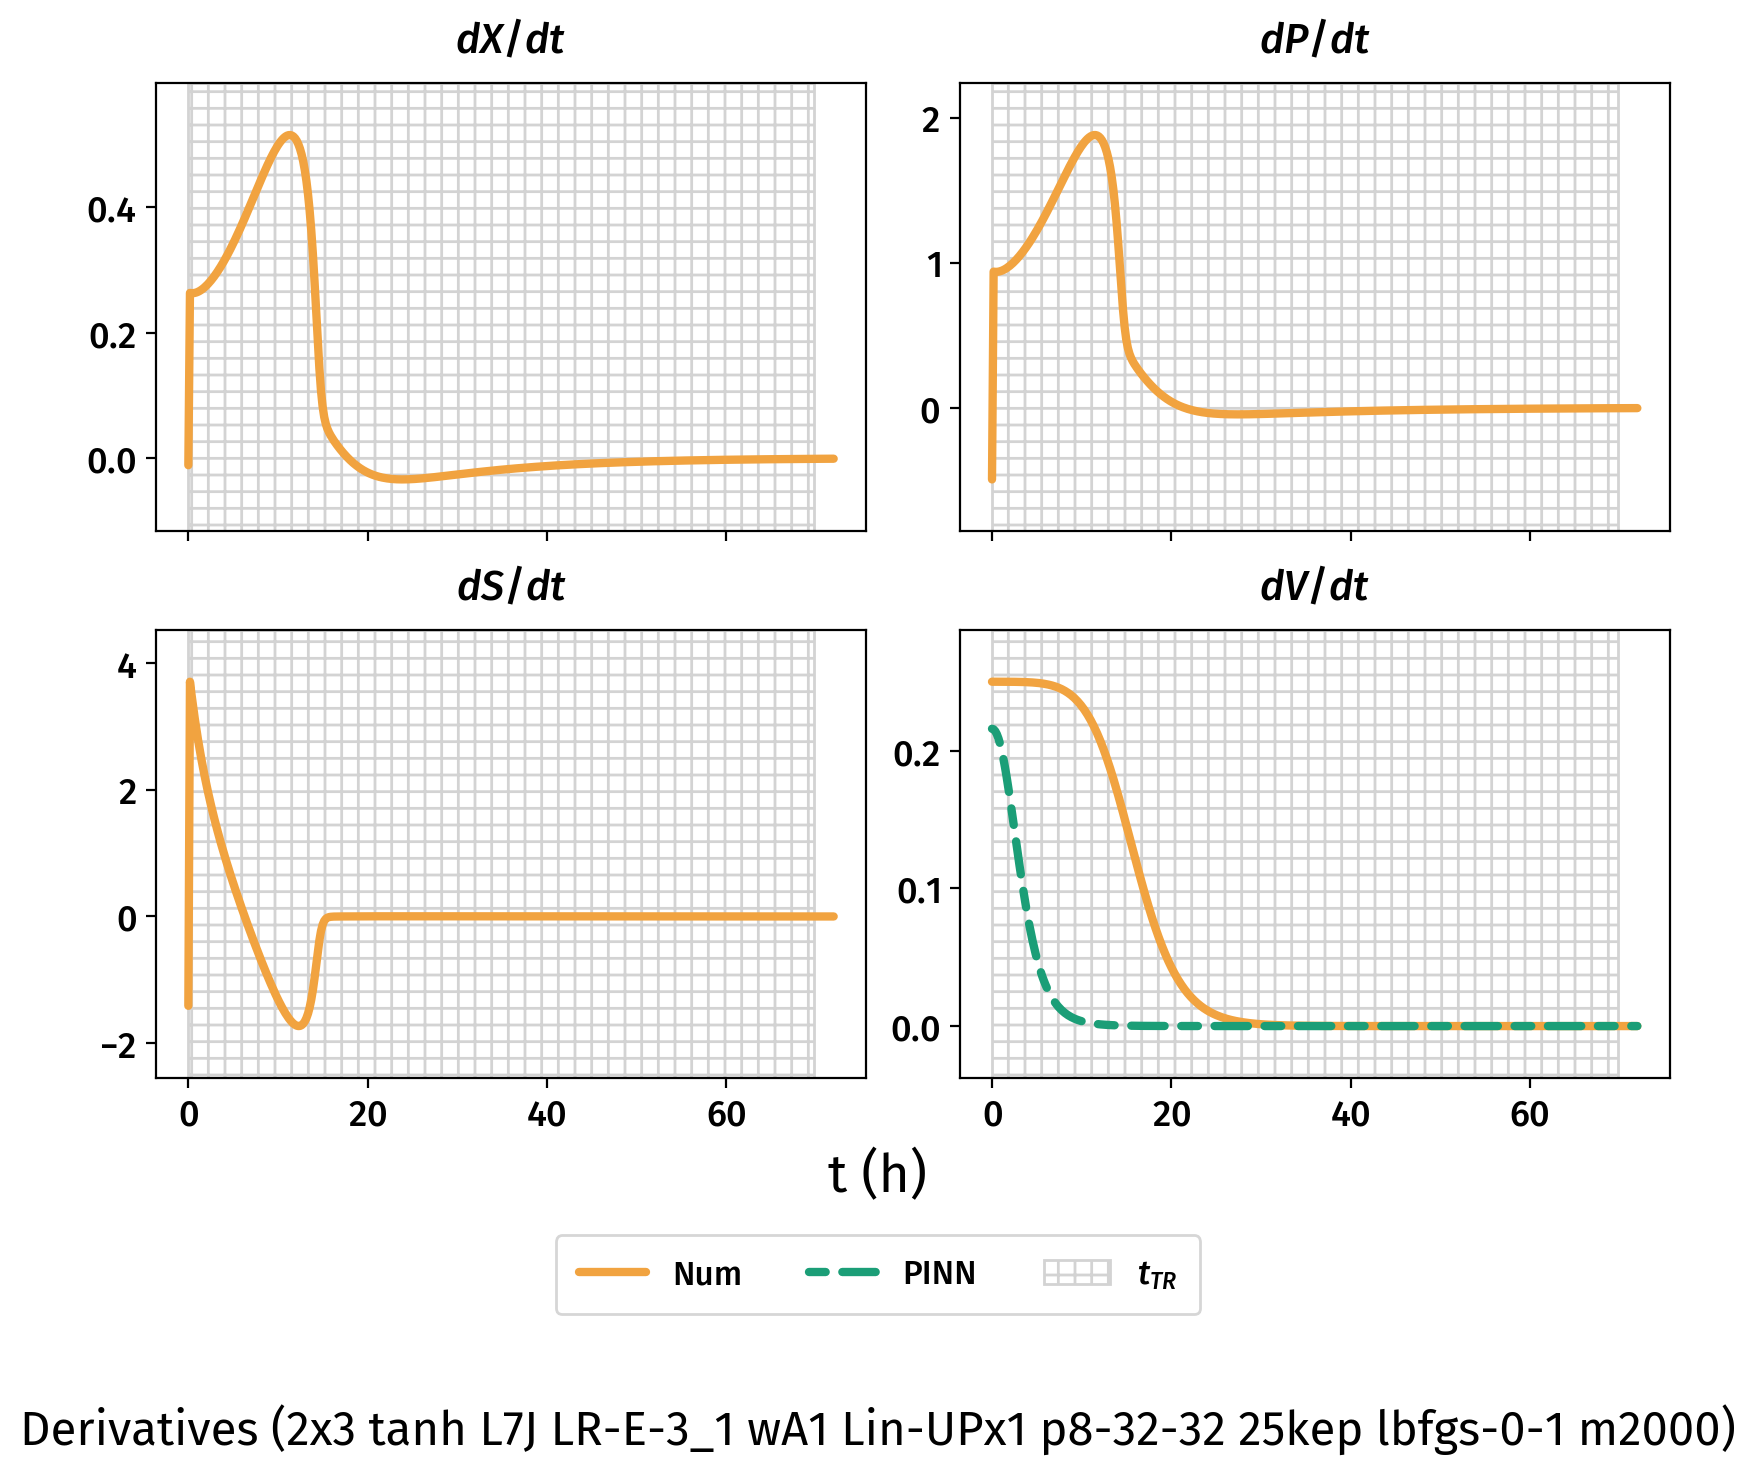 dX/dt
dP/dt
0.4
0.2
0.0
2
1
0
dS/dt
dV/dt
4
2
0
−2
0.2
0.1
0.0
0 20 40 60
0 20 40 60
t (h)
Num PINN t_TR
Derivatives (2x3 tanh L7J LR-E-3_1 wA1 Lin-UPx1 p8-32-32 25kep lbfgs-0-1 m2000)